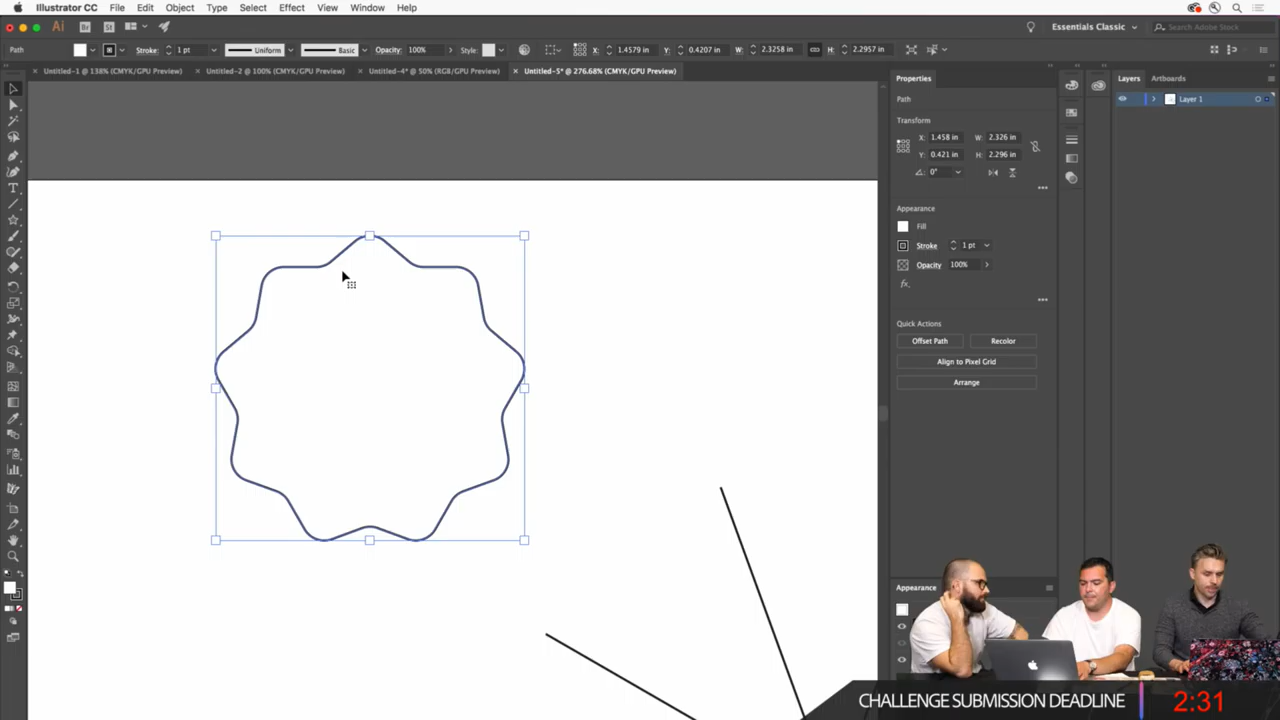 Illustrator CC File Edit Object Type Select Effect View Window Help
Ai Br St Essentials Classic Search Adobe Stock
Path Stroke: 1 pt Uniform Basic Opacity: 100% Style: X: 1.4579 in Y: 0.4207 in W: 2.3258 in H: 2.2957 in
× Untitled-1 @ 138% (CMYK/GPU Preview) × Untitled-2 @ 100% (CMYK/GPU Preview) × Untitled-4* @ 50% (RGB/GPU Preview) × Untitled-5* @ 276.68% (CMYK/GPU Preview)
Properties
Layers Artboards
Path
Layer 1
Transform
X: 1.458 in W: 2.326 in
Y: 0.421 in H: 2.296 in
0°
Appearance
Fill
Stroke 1 pt
Opacity 100%
fx.
Quick Actions
Offset Path Recolor
Align to Pixel Grid
Arrange
Appearance
CHALLENGE SUBMISSION DEADLINE 2:31